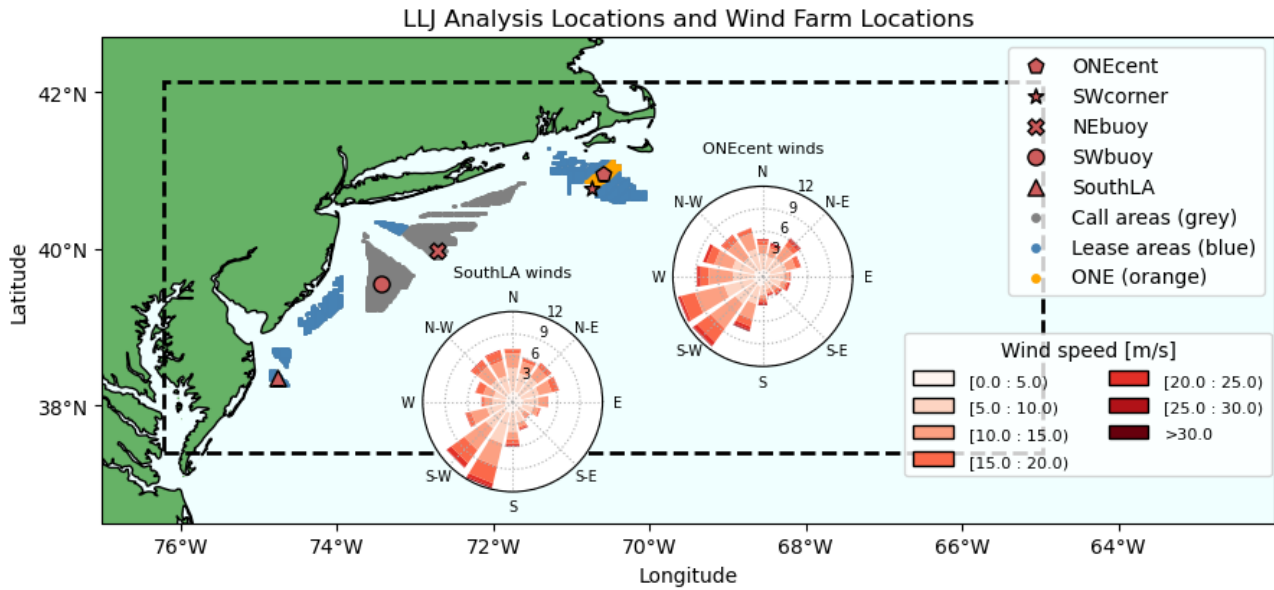 LLJ Analysis Locations and Wind Farm Locations
42°N
40°N
38°N
Latitude
76°W
74°W
72°W
70°W
68°W
66°W
64°W
Longitude
ONEcent
SWcorner
NEbuoy
SWbuoy
SouthLA
Call areas (grey)
Lease areas (blue)
ONE (orange)
ONEcent winds
N
N-E
E
S-E
S
S-W
W
N-W
3
6
9
12
SouthLA winds
N
N-E
E
S-E
S
S-W
W
N-W
3
6
9
12
Wind speed [m/s]
[0.0 : 5.0)
[5.0 : 10.0)
[10.0 : 15.0)
[15.0 : 20.0)
[20.0 : 25.0)
[25.0 : 30.0)
>30.0